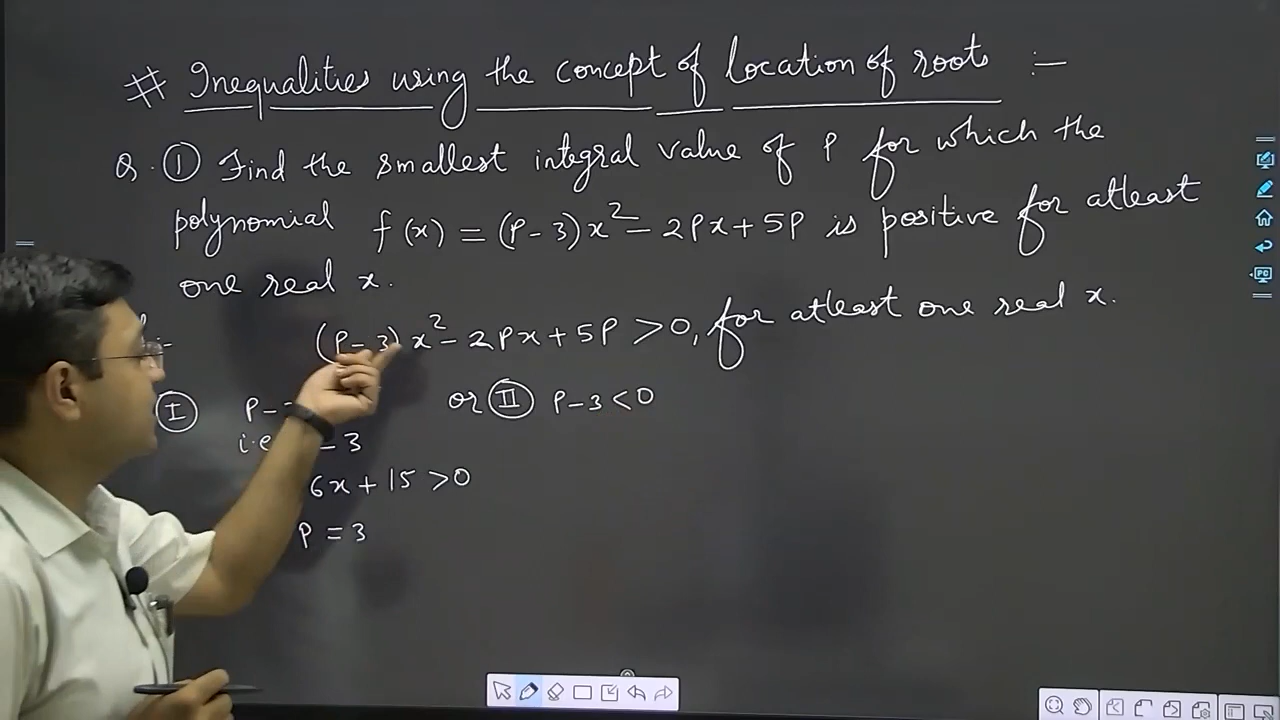 # Inequalities using the concept of location of roots :-
Q. ① Find the smallest integral value of P for which the
polynomial f(x) = (P-3)x² - 2Px + 5P is positive for atleast
one real x.
(P-3)x² - 2Px + 5P > 0, for atleast one real x.
Ⓘ P- or Ⓘⓘ P-3 < 0
i.e 3
6x + 15 > 0
P = 3
PC